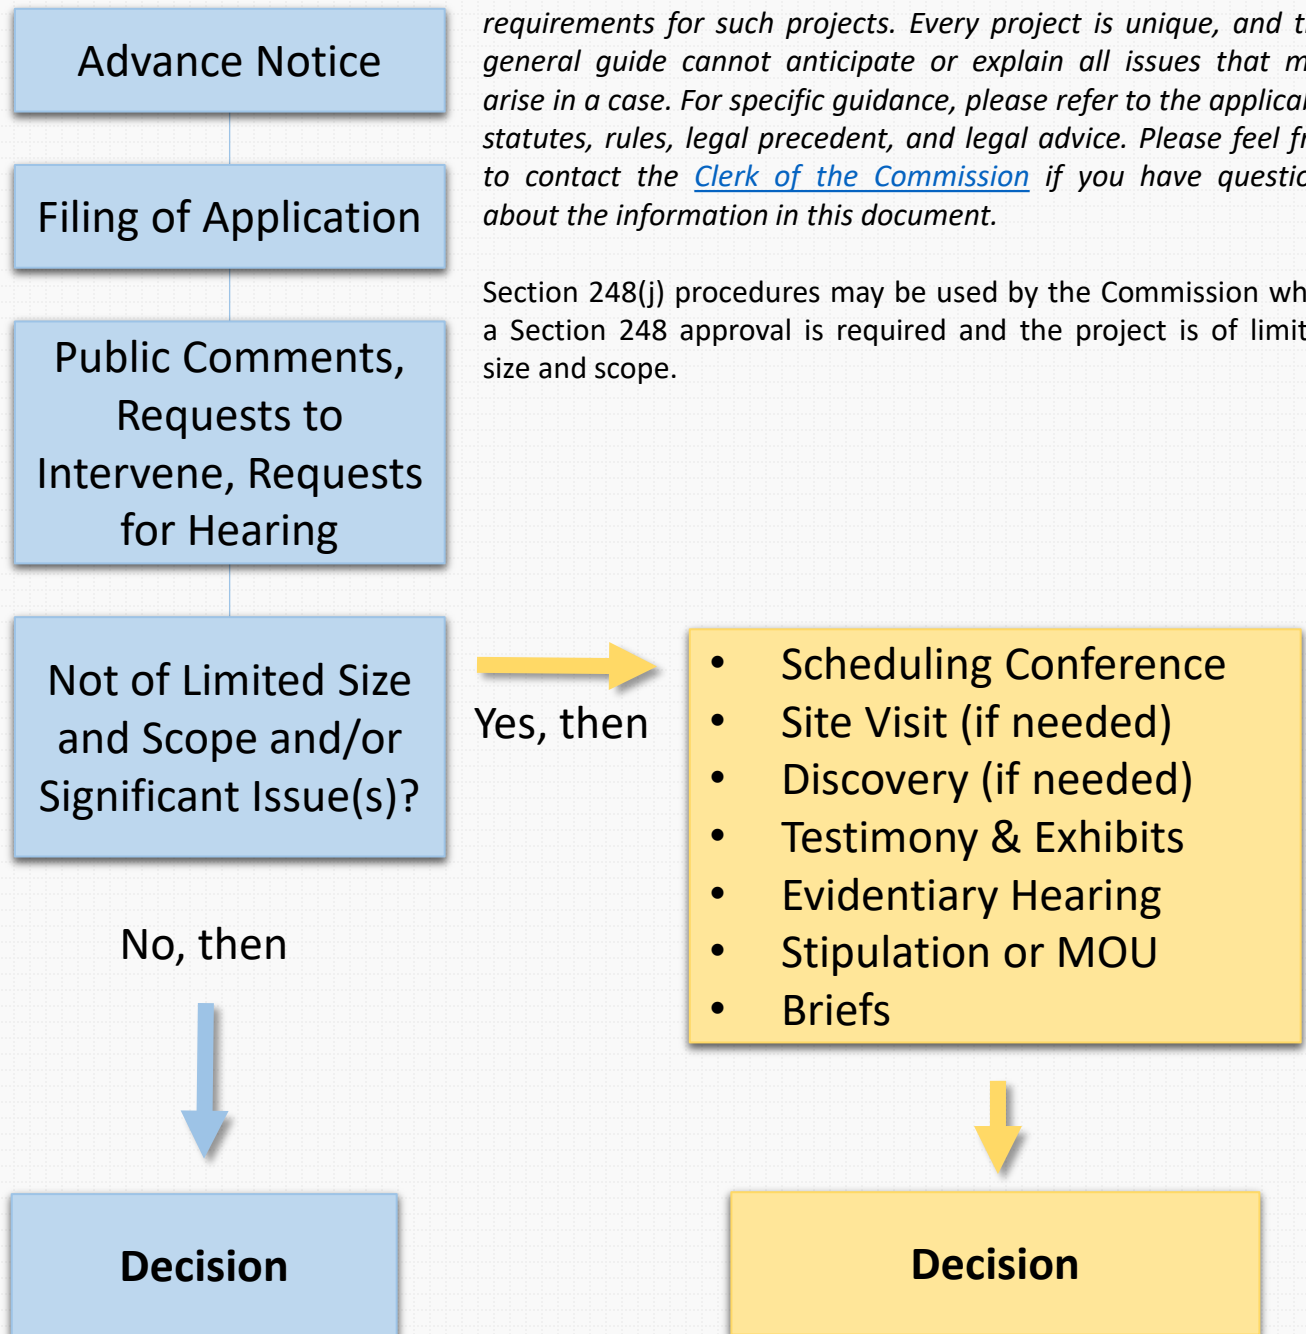 Advance Notice
Filing of Application
Public Comments,
Requests to
Intervene, Requests
for Hearing
Not of Limited Size
and Scope and/or
Significant Issue(s)?
No, then
Decision
requirements for such projects. Every project is unique, and
general guide cannot anticipate or explain all issues that
arise in a case. For specific guidance, please refer to the
statutes, rules, legal precedent, and legal advice. Please feel
to contact the Clerk of the Commission if you have
about the information in this document.
Section 248(j) procedures may be used by the Commission
a Section 248 approval is required and the project is of
size and scope.
Yes, then
• Scheduling Conference
• Site Visit (if needed)
• Discovery (if needed)
• Testimony & Exhibits
• Evidentiary Hearing
• Stipulation or MOU
• Briefs
Decision